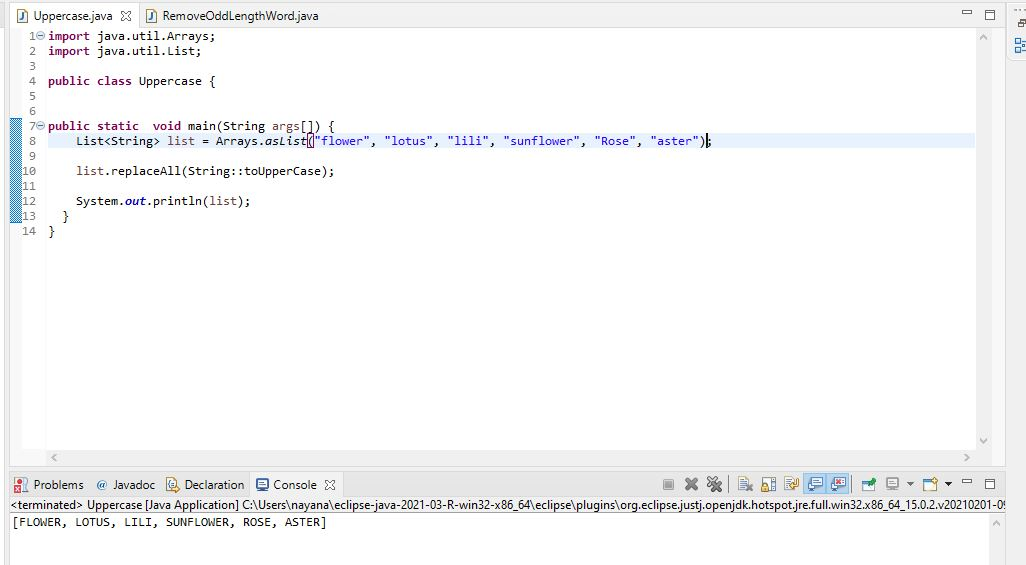 Uppercase.java RemoveOddLengthWord.java
1 import java.util.Arrays;
2 import java.util.List;
3
4 public class Uppercase {
5
6
7 public static  void main(String args[]) {
8     List<String> list = Arrays.asList("flower", "lotus", "lili", "sunflower", "Rose", "aster");
9
10     list.replaceAll(String::toUpperCase);
11
12     System.out.println(list);
13   }
14 }
Problems @ Javadoc Declaration Console
<terminated> Uppercase [Java Application] C:\Users\nayana\eclipse-java-2021-03-R-win32-x86_64\eclipse\plugins\org.eclipse.justj.openjdk.hotspot.jre.full.win32.x86_64_15.0.2.v20210201-09
[FLOWER, LOTUS, LILI, SUNFLOWER, ROSE, ASTER]